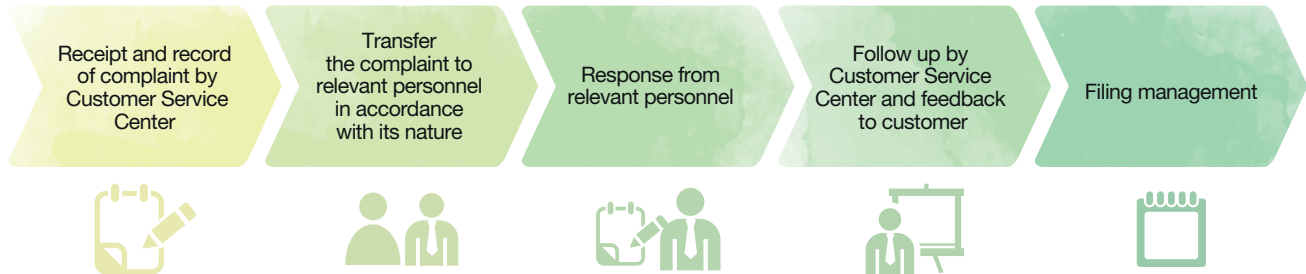 Receipt and record
of complaint by
Customer Service
Center
Transfer
the complaint to
relevant personnel
in accordance
with its nature
Response from
relevant personnel
Follow up by
Customer Service
Center and feedback
to customer
Filing management